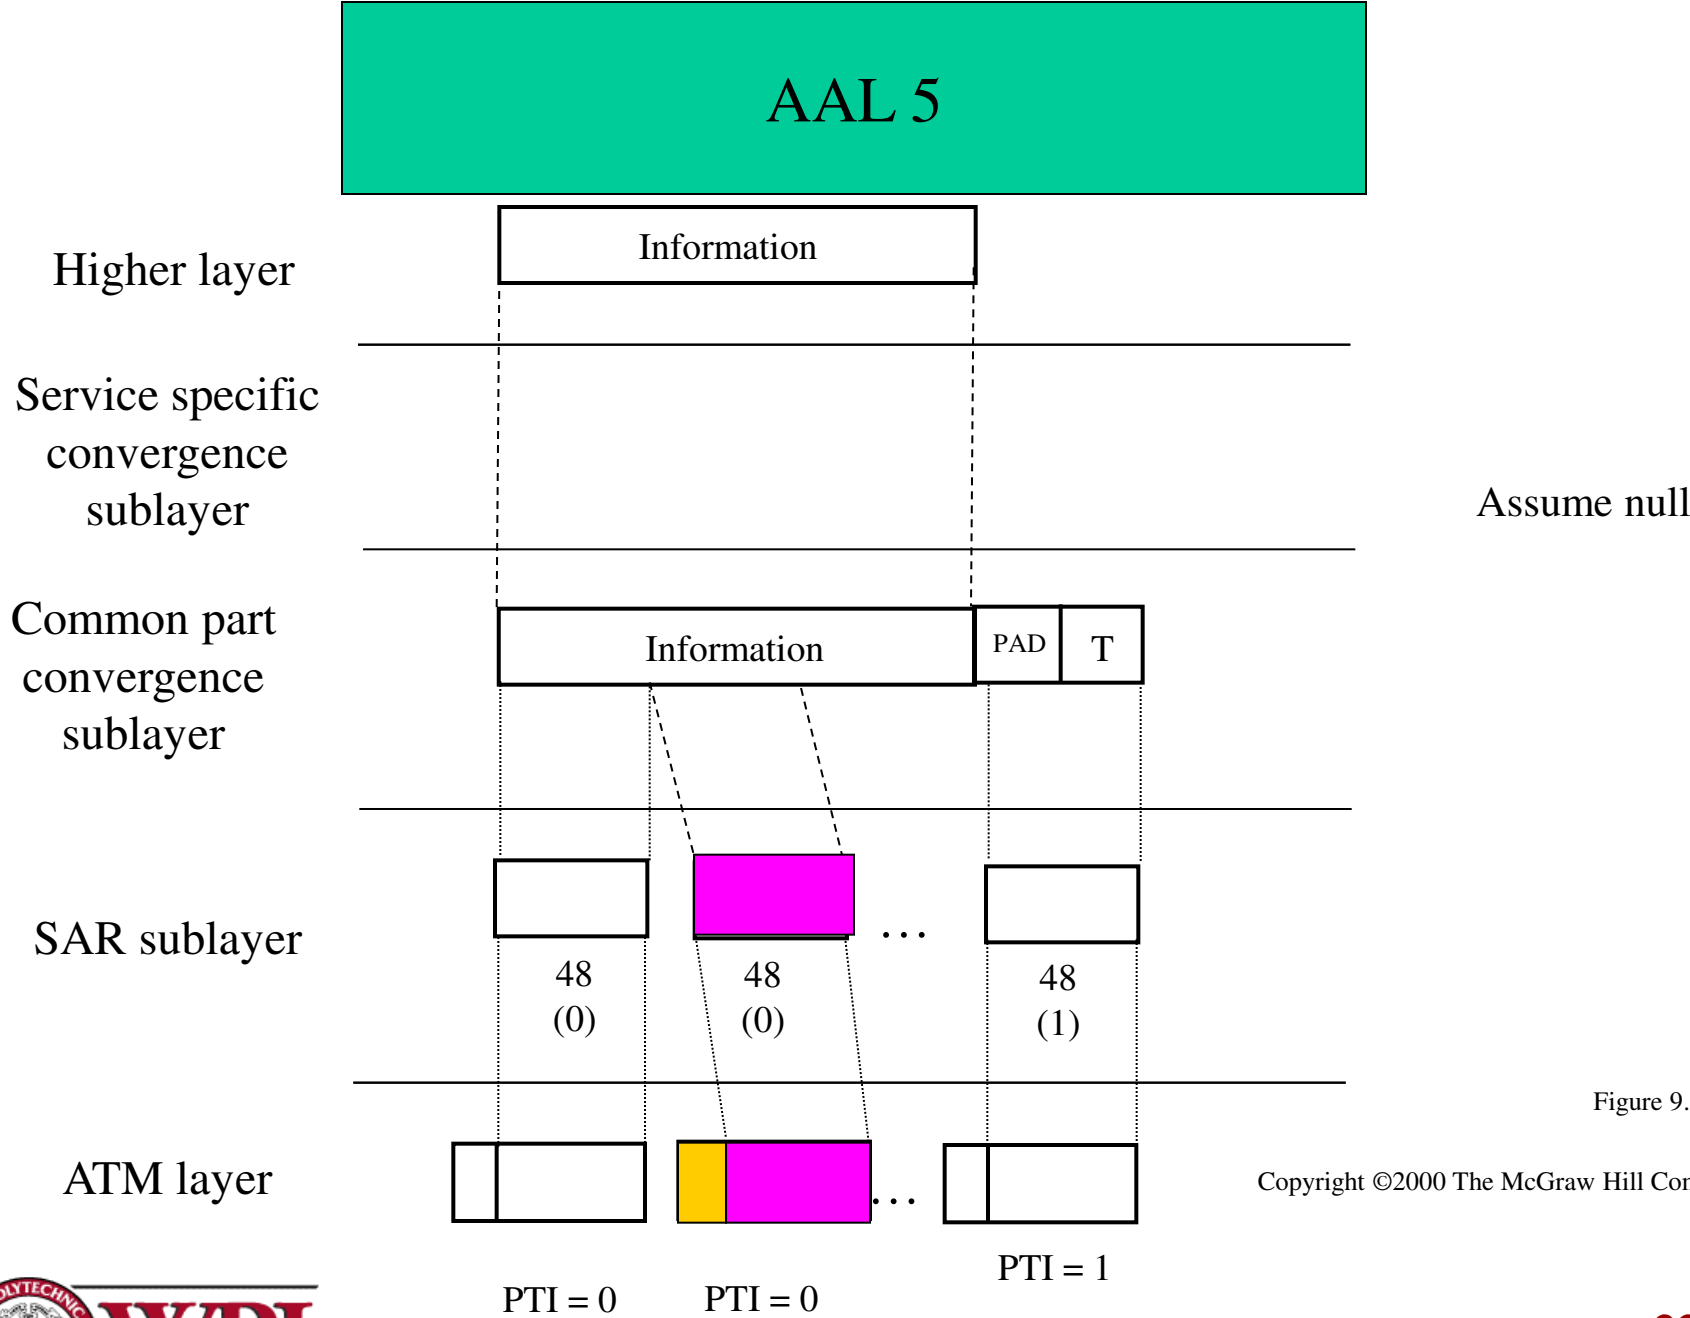 AAL 5
Information
Higher layer
Service specific
convergence
sublayer
Assume null
Common part
convergence
sublayer
Information
PAD
T
SAR sublayer
…
48
(0)
48
(0)
48
(1)
Figure 9.
ATM layer
…
Copyright ©2000 The McGraw Hill
PTI = 0
PTI = 0
PTI = 1
WPI